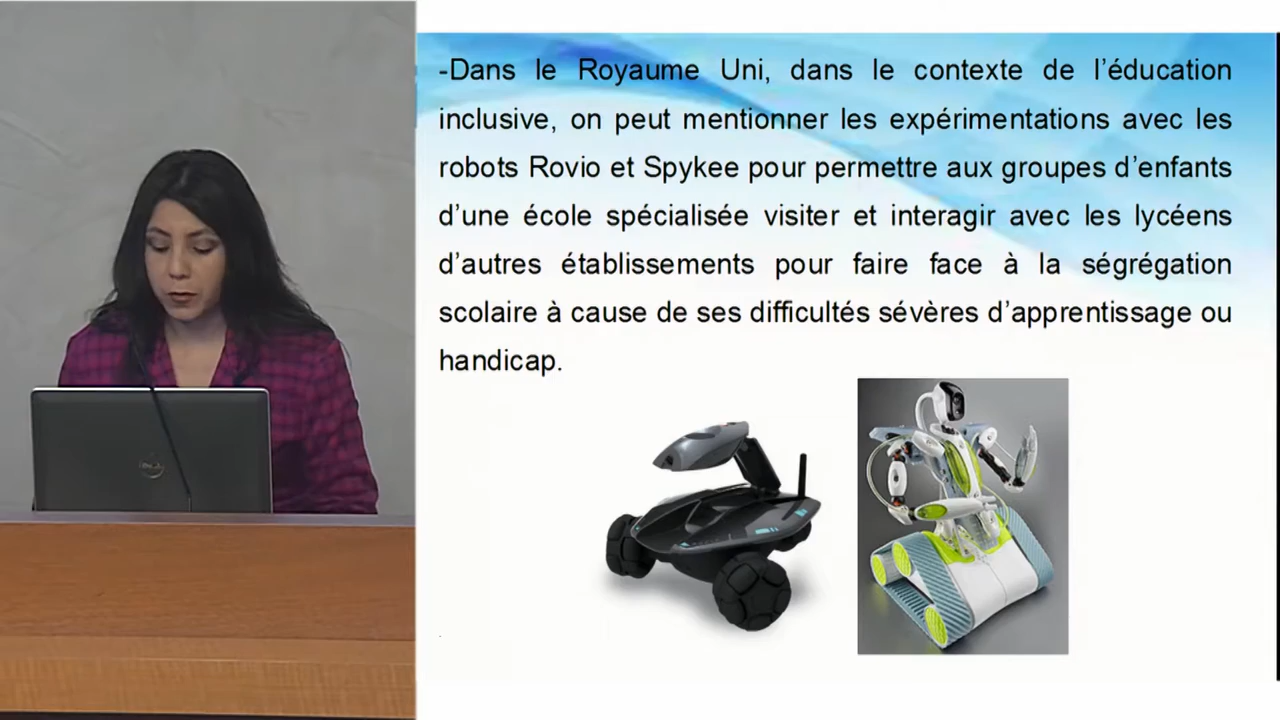 -Dans le Royaume Uni, dans le contexte de l’éducation
inclusive, on peut mentionner les expérimentations avec les
robots Rovio et Spykee pour permettre aux groupes d’enfants
d’une école spécialisée visiter et interagir avec les lycéens
d’autres établissements pour faire face à la ségrégation
scolaire à cause de ses difficultés sévères d’apprentissage ou
handicap.
DELL